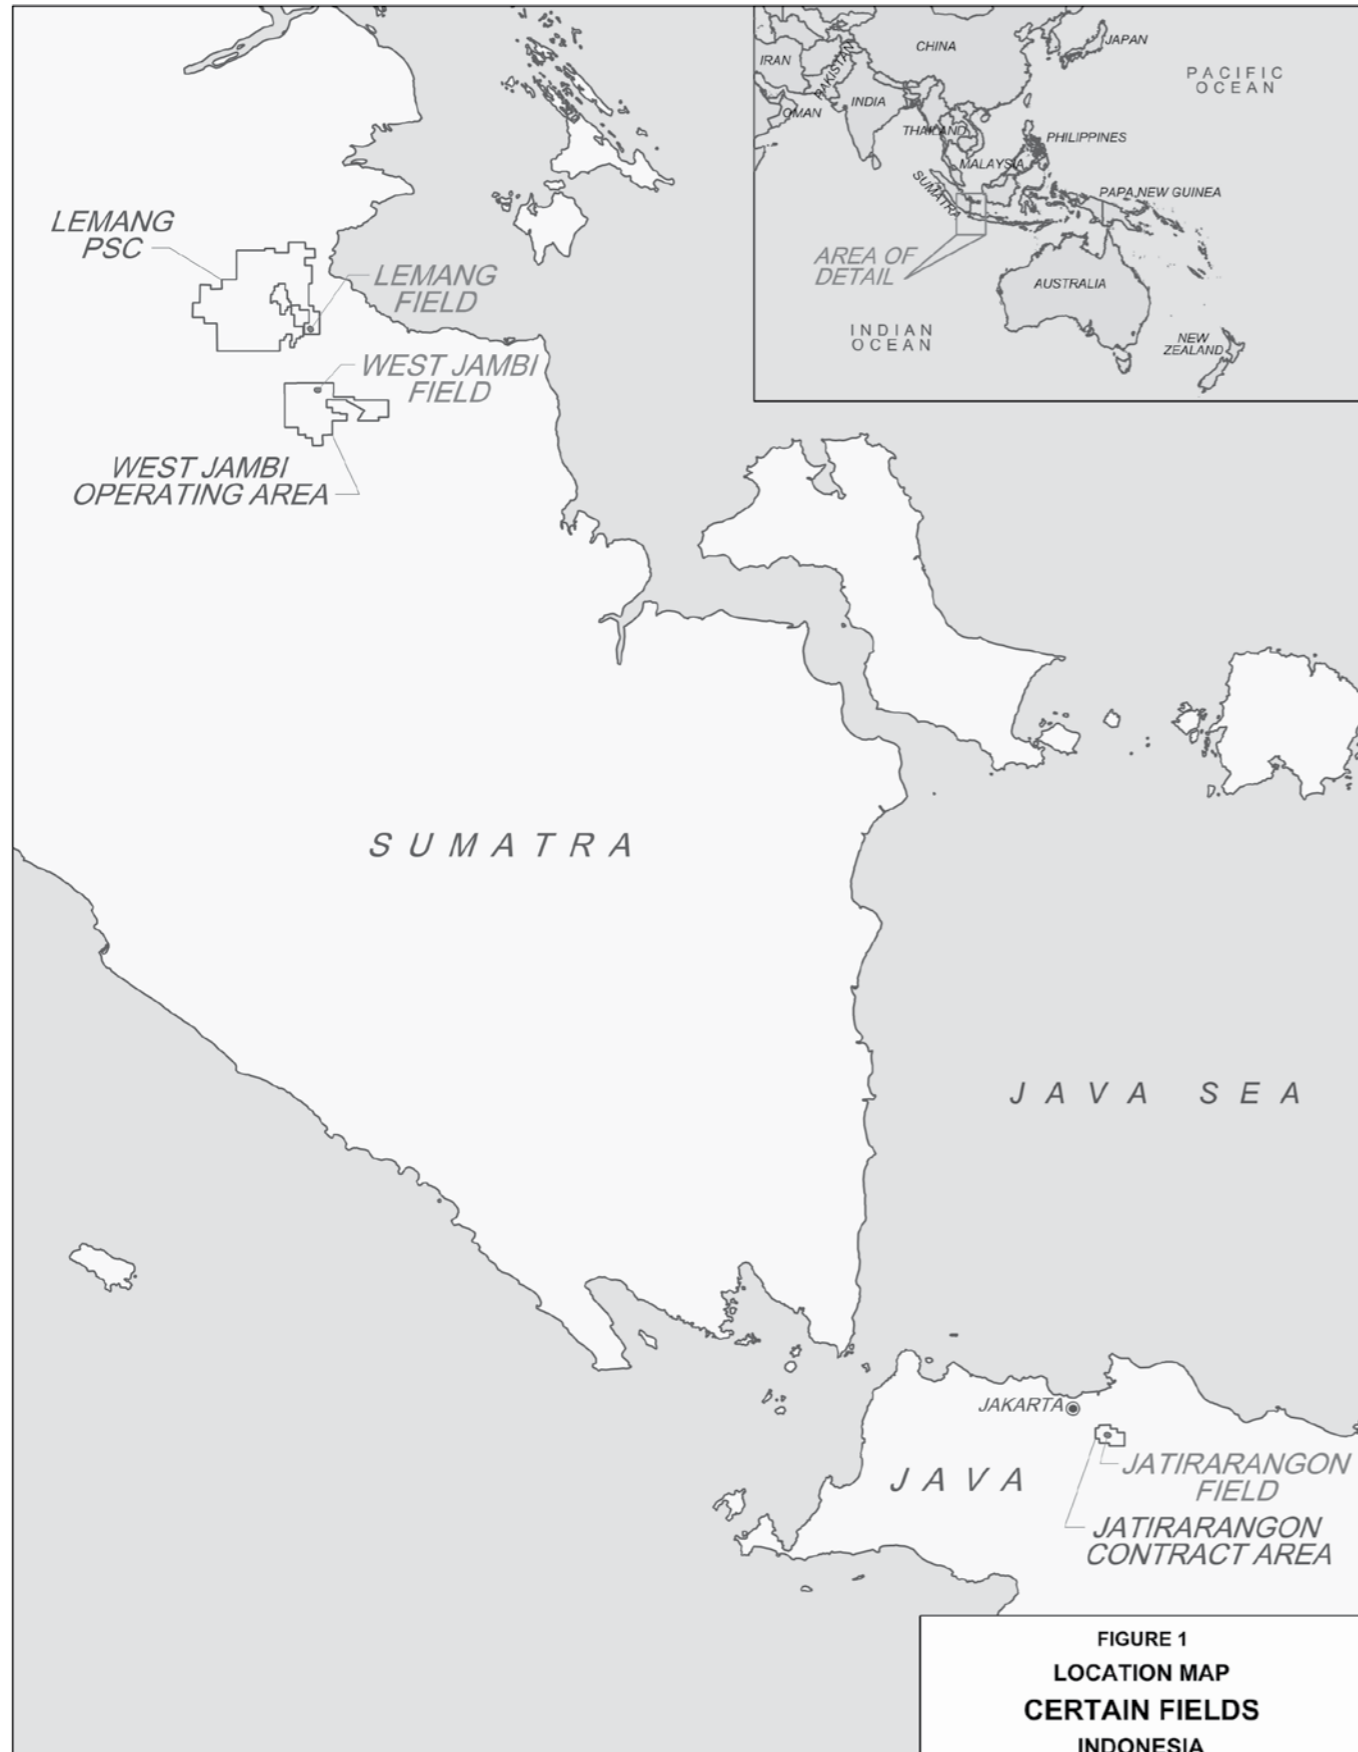 IRAN
PAKISTAN
CHINA
JAPAN
OMAN
INDIA
PACIFIC
OCEAN
THAILAND
PHILIPPINES
MALAYSIA
SUMATRA
PAPA NEW GUINEA
AREA OF
DETAIL
AUSTRALIA
INDIAN
OCEAN
NEW
ZEALAND
LEMANG
PSC
LEMANG
FIELD
WEST JAMBI
FIELD
WEST JAMBI
OPERATING AREA
SUMATRA
JAVA SEA
JAKARTA
JAVA
JATIRARANGON
FIELD
JATIRARANGON
CONTRACT AREA
FIGURE 1
LOCATION MAP
CERTAIN FIELDS
INDONESIA